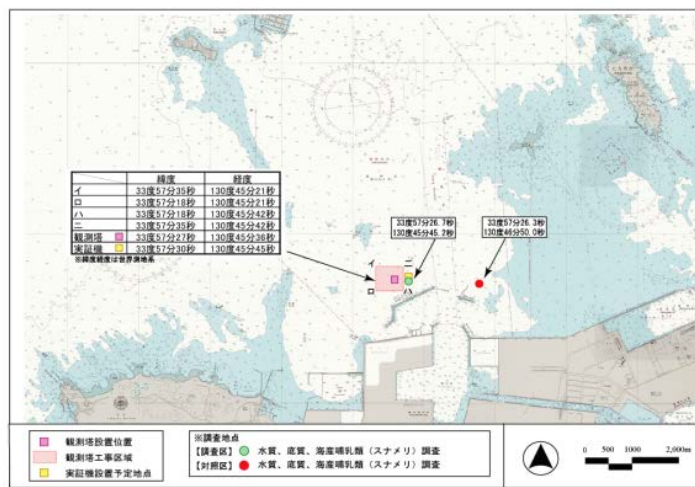 緯度 経度
イ 33度57分35秒 130度45分21秒
ロ 33度57分18秒 130度45分21秒
ハ 33度57分18秒 130度45分42秒
ニ 33度57分35秒 130度45分42秒
観測塔 33度57分27秒 130度45分36秒
実証機 33度57分30秒 130度45分45秒
※緯度経度は世界測地系
33度57分26.7秒
130度45分45.2秒
33度57分26.3秒
130度46分50.0秒
イ ニ
ロ ハ
観測塔設置位置
観測塔工事区域
実証機設置予定地点
※調査地点
【調査区】 水質、底質、海産哺乳類（スナメリ）調査
【対照区】 水質、底質、海産哺乳類（スナメリ）調査
0 500 1000 2,000m